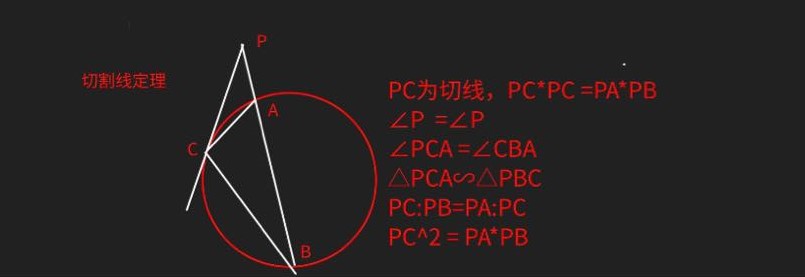 切割线定理
P
A
C
B
PC为切线，PC*PC =PA*PB
∠P =∠P
∠PCA =∠CBA
△PCA∽△PBC
PC:PB=PA:PC
PC^2 = PA*PB